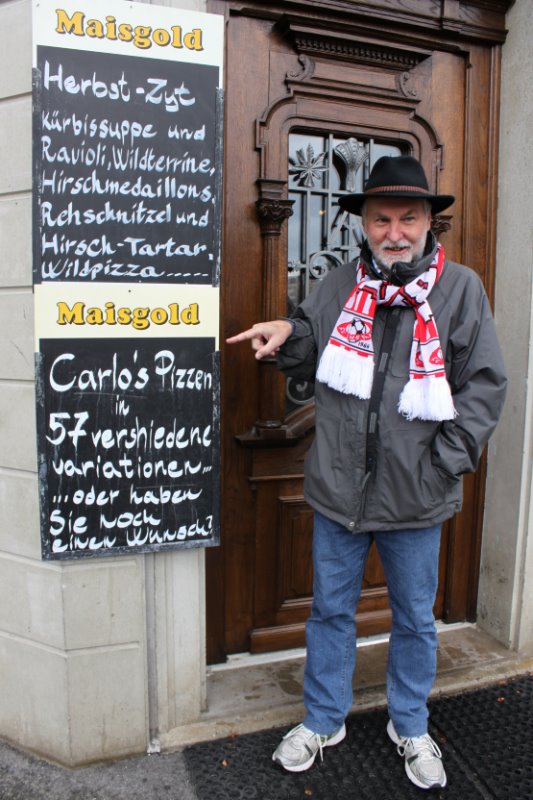 Maisgold
Herbst-Zyt
Kürbissuppe und
Ravioli, Wildterrine,
Hirschmedaillons,
Rehschnitzel und
Hirsch-Tartar.
Wildpizza.....
Maisgold
Carlo's Pizzen
in
57 verschiedene
variationen...
...oder haben
Sie noch
einen Wunsch?